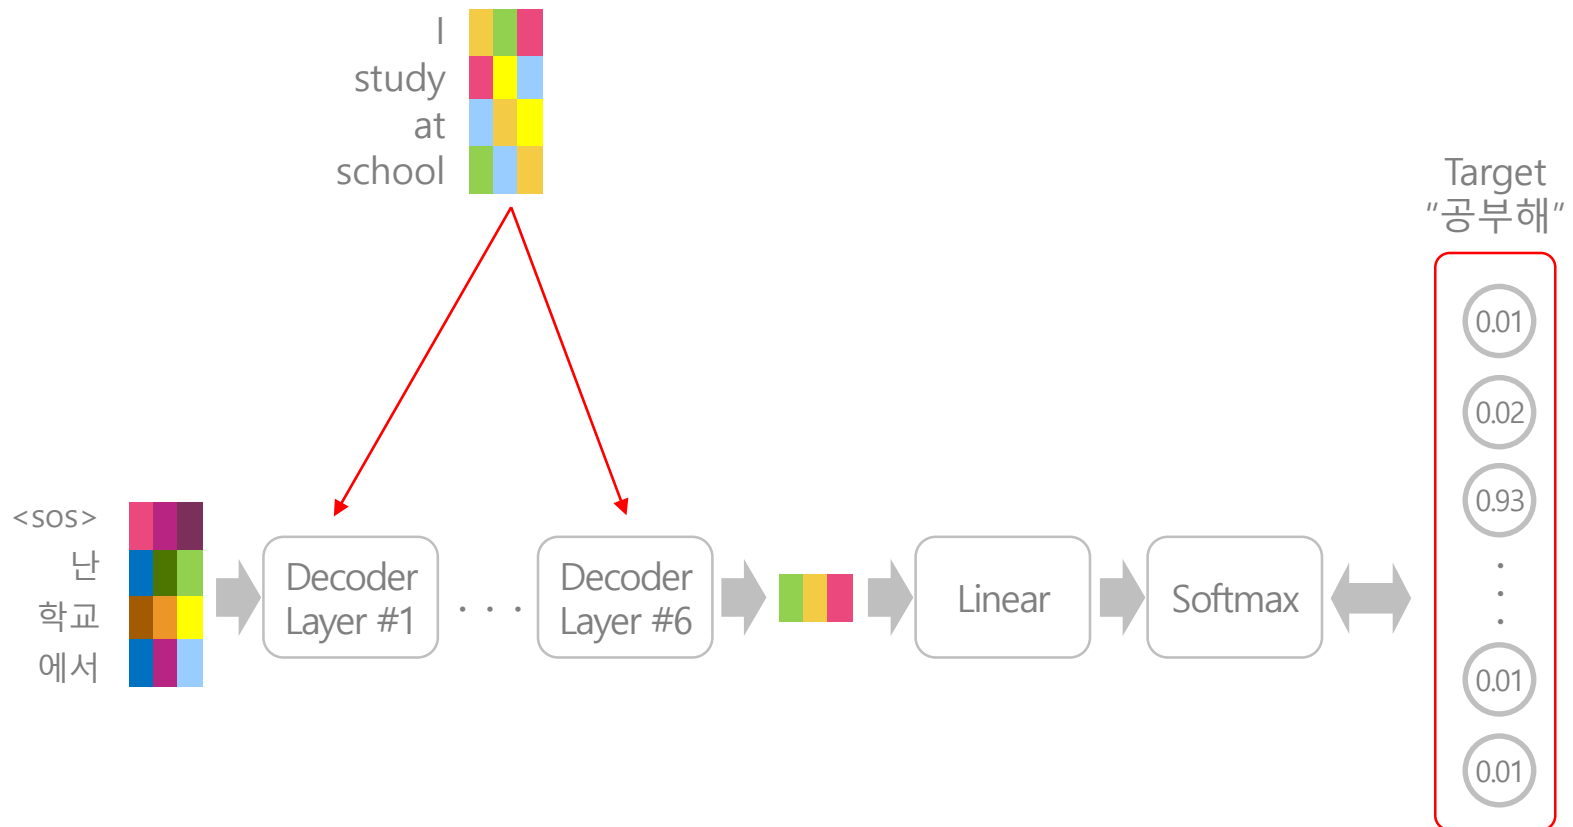 I
study
at
school
Target
"공부해"
<sos>
난
학교
에서
Decoder
Layer #1
. . .
Decoder
Layer #6
Linear
Softmax
0.01
0.02
0.93
.
.
.
0.01
0.01